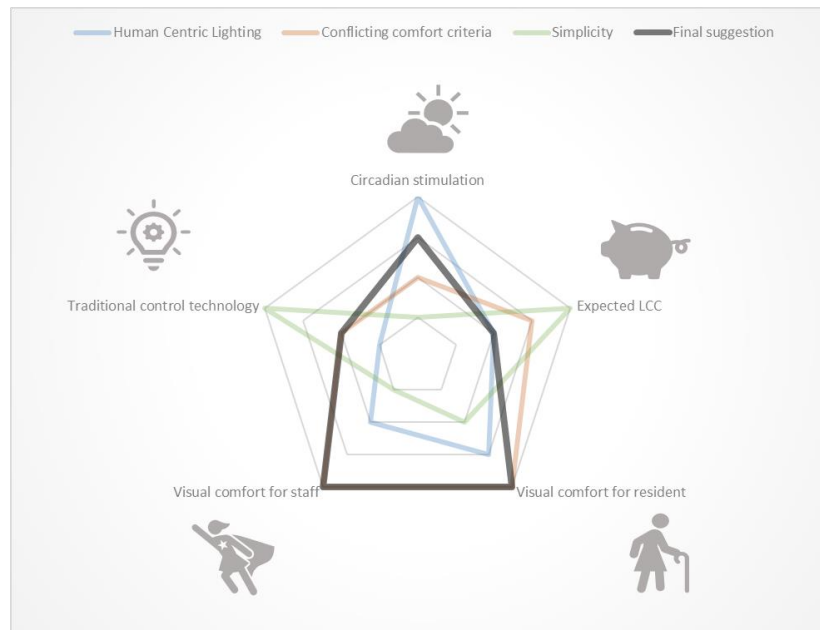 Human Centric Lighting Conflicting comfort criteria Simplicity Final suggestion
Circadian stimulation
Traditional control technology
Expected LCC
Visual comfort for staff
Visual comfort for resident